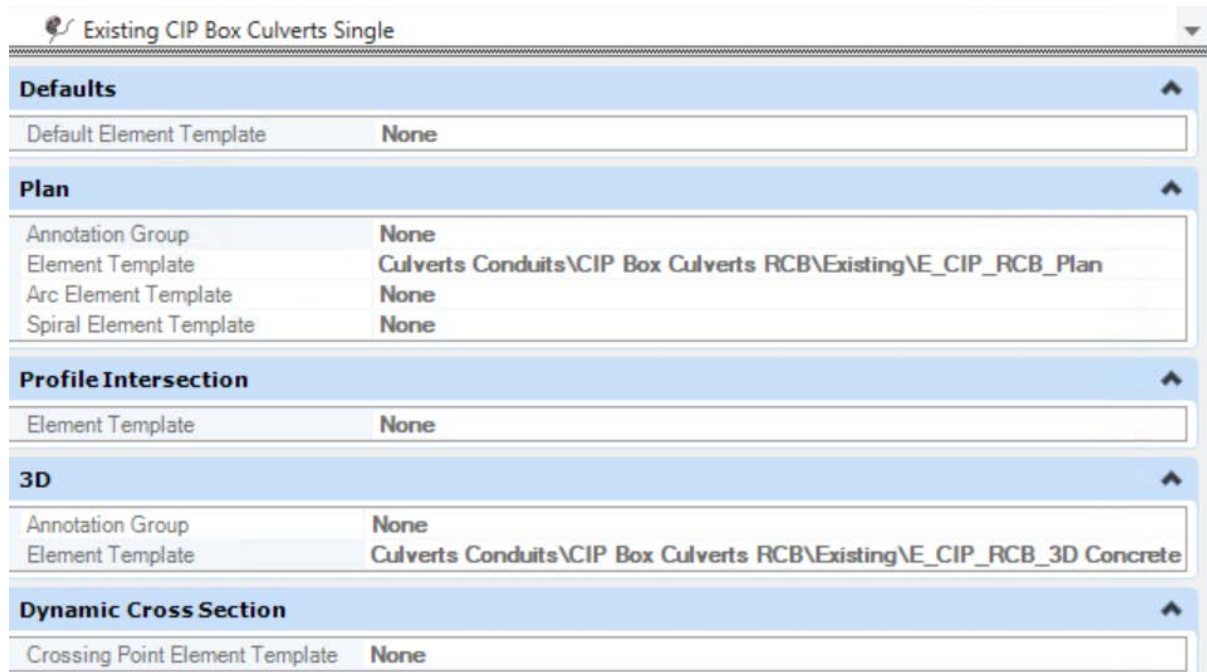 Existing CIP Box Culverts Single
Defaults
Default Element Template None
Plan
Annotation Group None
Element Template Culverts Conduits\CIP Box Culverts RCB\Existing\E_CIP_RCB_Plan
Arc Element Template None
Spiral Element Template None
Profile Intersection
Element Template None
3D
Annotation Group None
Element Template Culverts Conduits\CIP Box Culverts RCB\Existing\E_CIP_RCB_3D Concrete
Dynamic Cross Section
Crossing Point Element Template None